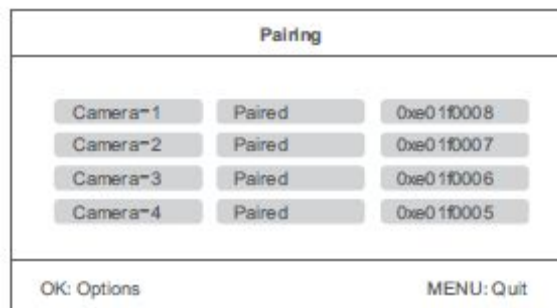 Pairing
Camera-1 Paired 0xe01f0008
Camera-2 Paired 0xe01f0007
Camera-3 Paired 0xe01f0006
Camera-4 Paired 0xe01f0005
OK: Options MENU: Quit